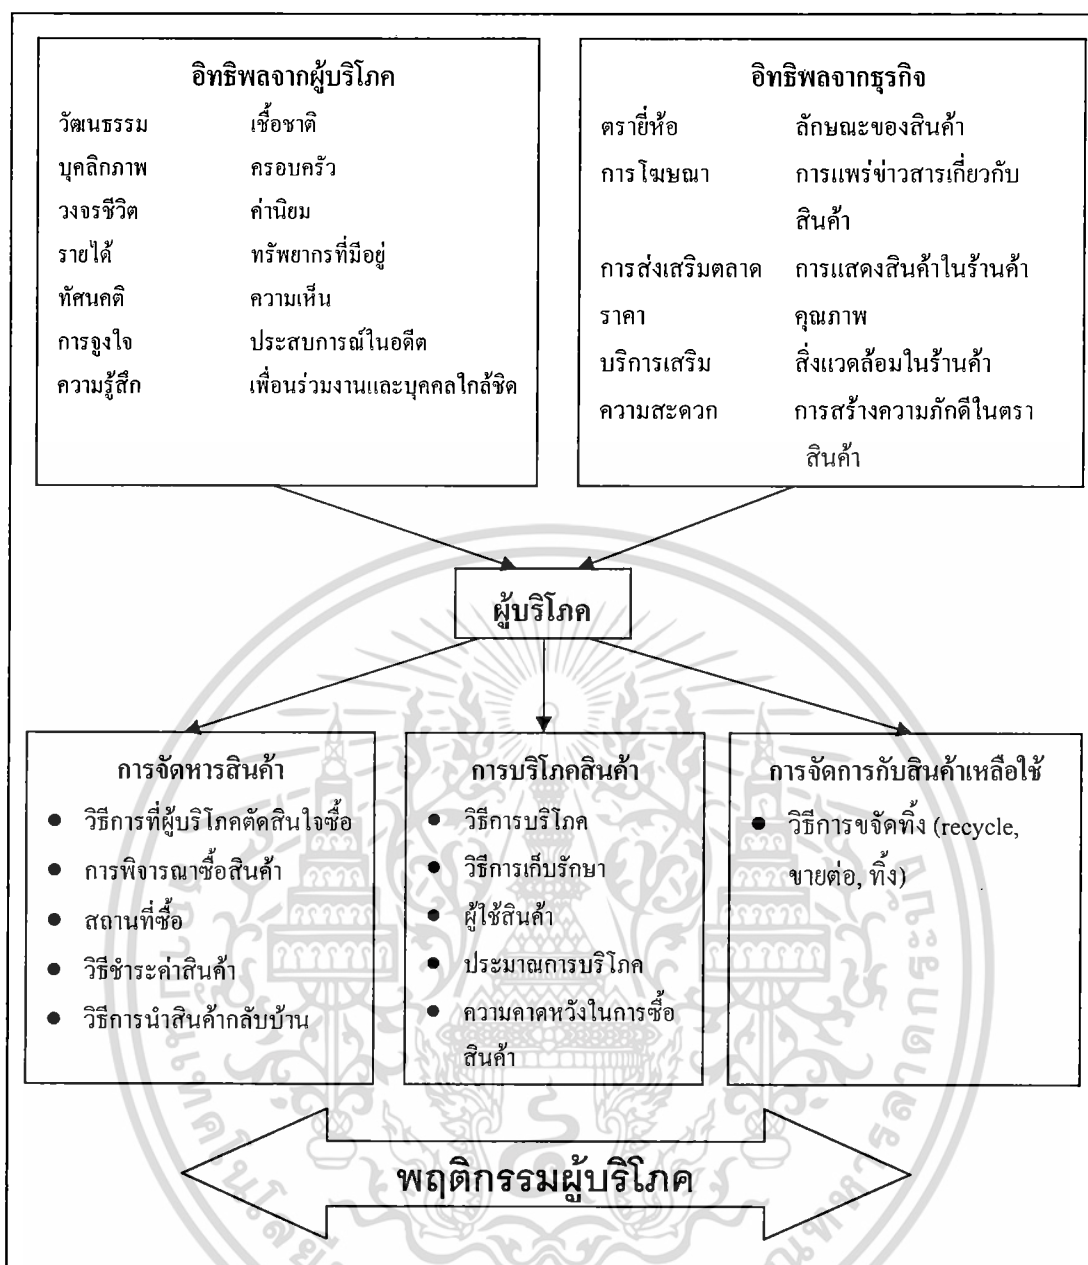 อิทธิพลจากผู้บริโภค
วัฒนธรรม เชื้อชาติ
บุคลิกภาพ ครอบครัว
วงจรชีวิต ค่านิยม
รายได้ ทรัพยากรที่มีอยู่
ทัศนคติ ความเห็น
การจูงใจ ประสบการณ์ในอดีต
ความรู้สึก เพื่อนร่วมงานและบุคคลใกล้ชิด
อิทธิพลจากธุรกิจ
ตรายี่ห้อ ลักษณะของสินค้า
การโฆษณา การแพร่ข่าวสารเกี่ยวกับ
สินค้า
การส่งเสริมตลาด การแสดงสินค้าในร้านค้า
ราคา คุณภาพ
บริการเสริม สิ่งแวดล้อมในร้านค้า
ความสะดวก การสร้างความภักดีในตรา
สินค้า
ผู้บริโภค
การจัดหารสินค้า
● วิธีการที่ผู้บริโภคตัดสินใจซื้อ
● การพิจารณาซื้อสินค้า
● สถานที่ซื้อ
● วิธีชำระค่าสินค้า
● วิธีการนำสินค้ากลับบ้าน
การบริโภคสินค้า
● วิธีการบริโภค
● วิธีการเก็บรักษา
● ผู้ใช้สินค้า
● ประมาณการบริโภค
● ความคาดหวังในการซื้อ
สินค้า
การจัดการกับสินค้าเหลือใช้
● วิธีการขจัดทิ้ง (recycle,
ขายต่อ, ทิ้ง)
พฤติกรรมผู้บริโภค